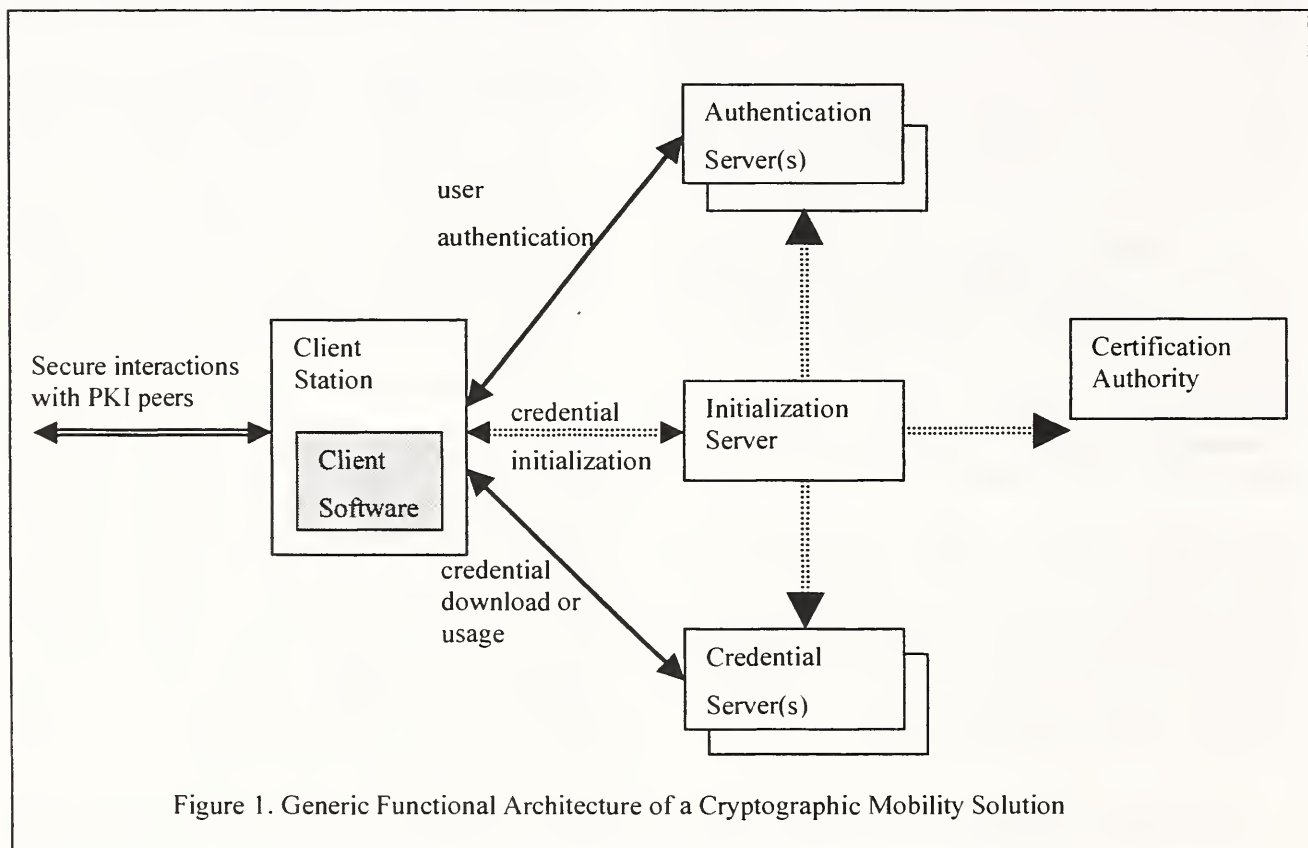 Authentication
Server(s)
user
authentication
Secure interactions
with PKI peers
Client
Station
Client
Software
credential
initialization
Initialization
Server
Certification
Authority
credential
download or
usage
Credential
Server(s)
Figure 1. Generic Functional Architecture of a Cryptographic Mobility Solution